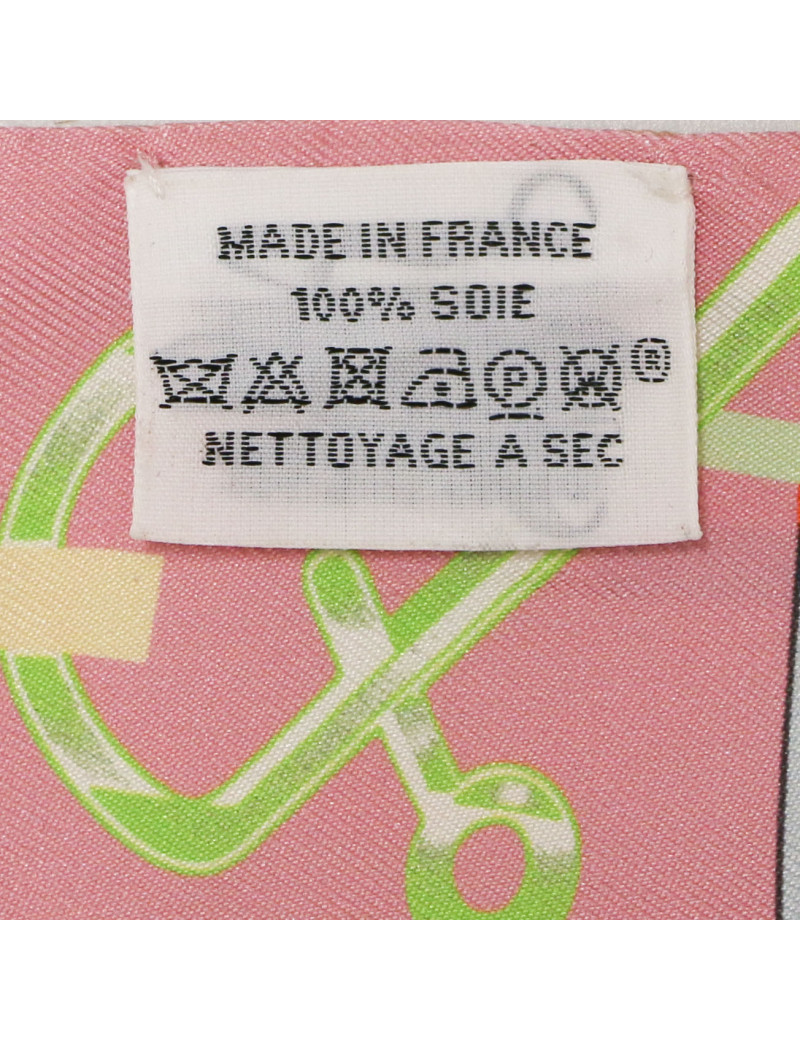 MADE IN FRANCE
100% SOIE
P ®
NETTOYAGE A SEC